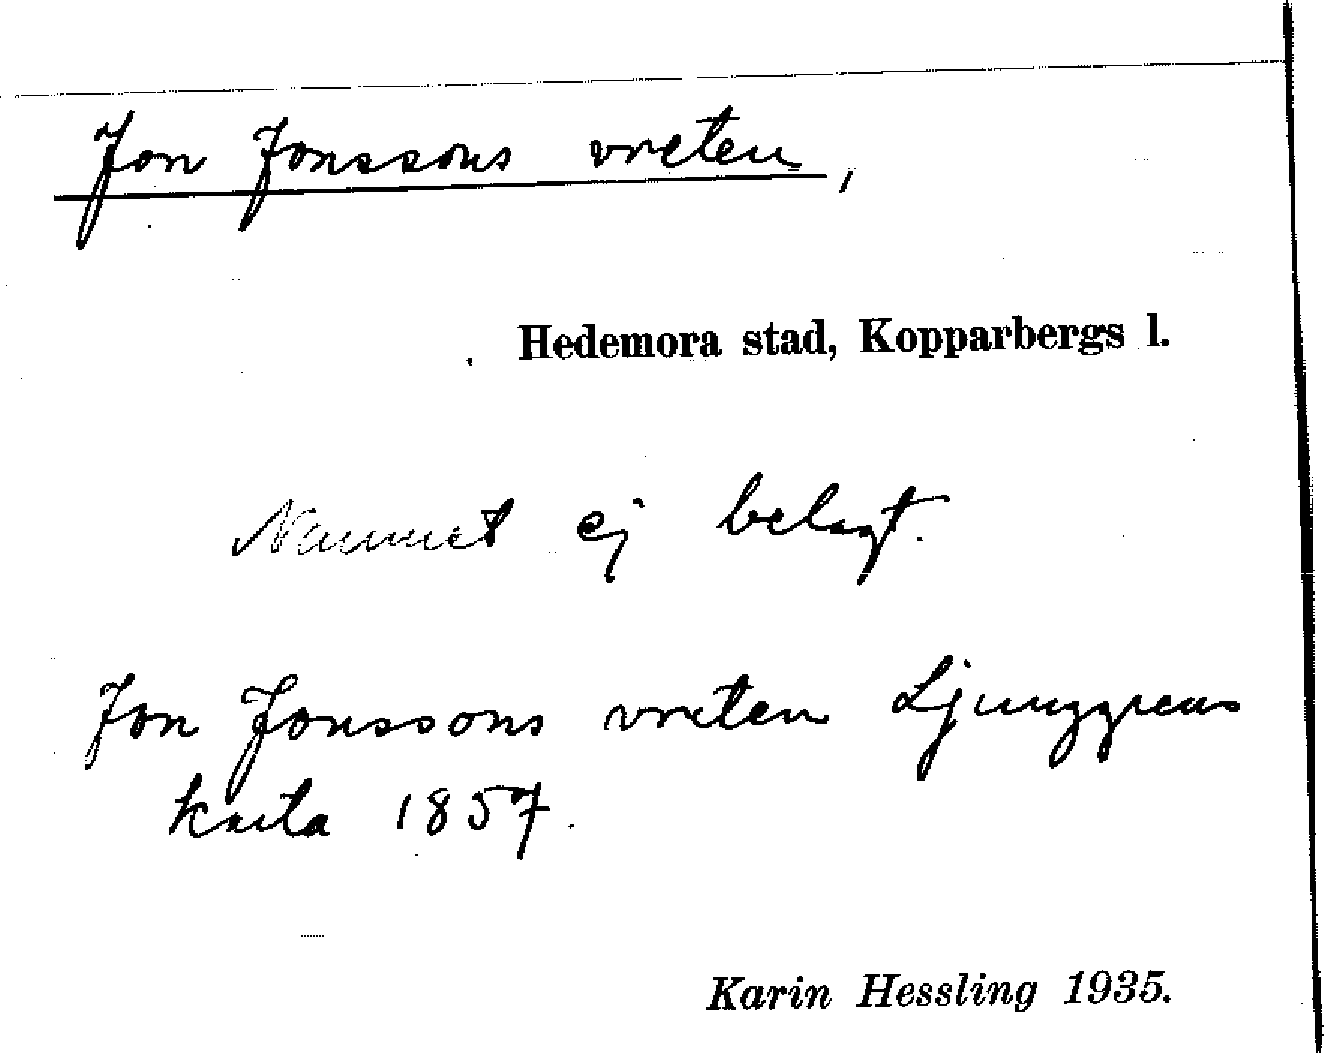 Jon Jonssons vreten,
Hedemora stad, Kopparbergs l.
Namnet ej belagt.
Jon Jonssons vreten Ljunggrens
karta 1857.
Karin Hessling 1935.